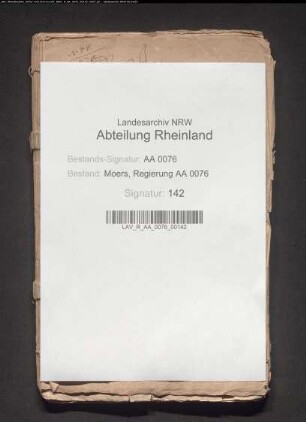 Landesarchiv NRW
Abteilung Rheinland
Bestands-Signatur: AA 0076
Bestand: Moers, Regierung AA 0076
Signatur: 142
LAV_R_AA_0076_00142